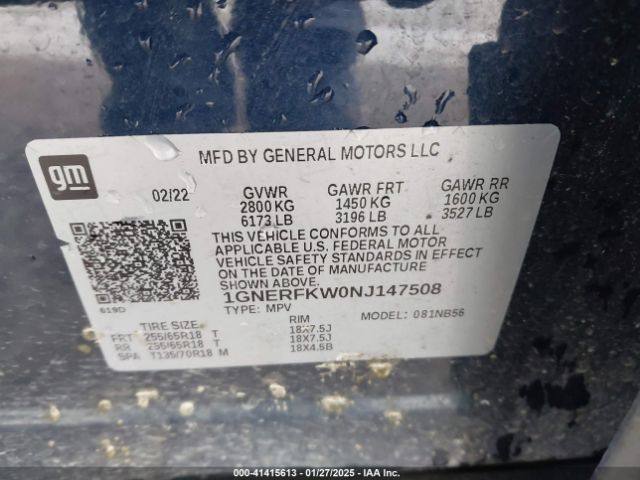 MFD BY GENERAL MOTORS LLC
gm
02/22
GVWR GAWR FRT GAWR RR
2800 KG 1450 KG 1600 KG
6173 LB 3196 LB 3527 LB
THIS VEHICLE CONFORMS TO ALL
APPLICABLE U.S. FEDERAL MOTOR
VEHICLE SAFETY STANDARDS IN EFFECT
ON THE DATE OF MANUFACTURE
SHOWN ABOVE.
1GNERFKW0NJ147508
619D
TYPE: MPV MODEL: 081NB56
TIRE SIZE RIM
FRT 255/65R18 T 18X7.5J
RR 255/65R18 T 18X7.5J
SPA T135/70R18 M 18X4.5B
000-41415613 - 01/27/2025 - IAA Inc.